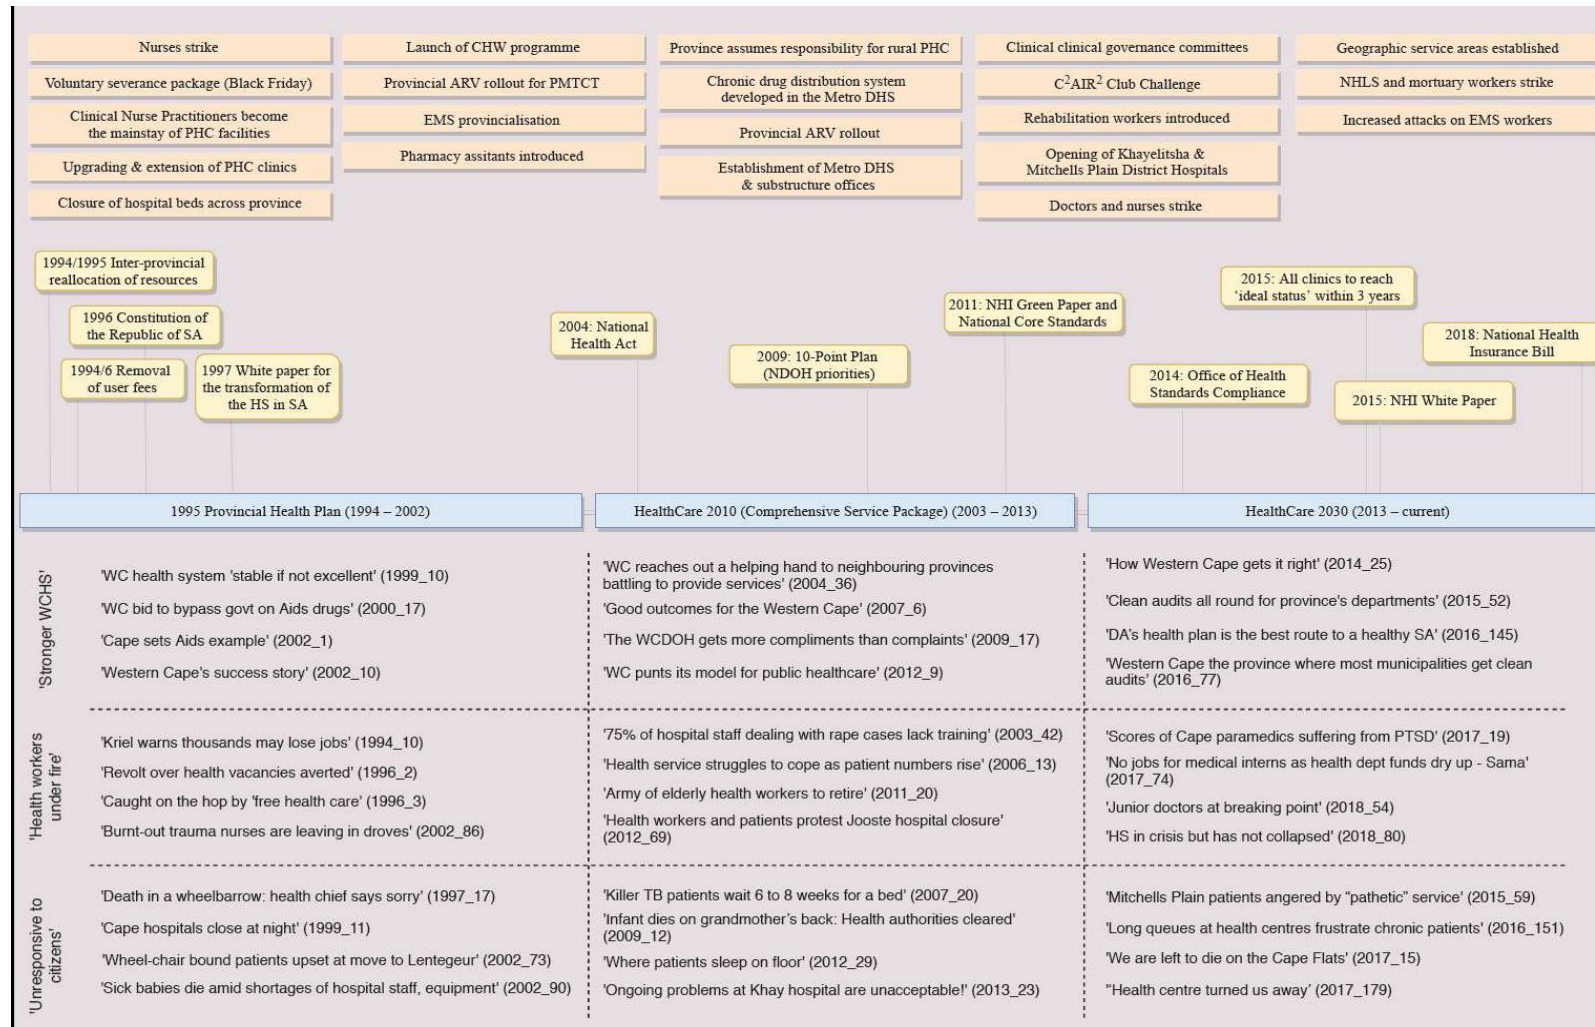 Nurses strike
Voluntary severance package (Black Friday)
Clinical Nurse Practitioners become
the mainstay of PHC facilities
Upgrading & extension of PHC clinics
Closure of hospital beds across province
Launch of CHW programme
Provincial ARV rollout for PMTCT
EMS provincialisation
Pharmacy assitants introduced
Province assumes responsibility for rural PHC
Chronic drug distribution system
developed in the Metro DHS
Provincial ARV rollout
Establishment of Metro DHS
& substructure offices
Clinical clinical governance committees
C²AIR² Club Challenge
Rehabilitation workers introduced
Opening of Khayelitsha &
Mitchells Plain District Hospitals
Doctors and nurses strike
Geographic service areas established
NHLS and mortuary workers strike
Increased attacks on EMS workers
1994/1995 Inter-provincial
reallocation of resources
1996 Constitution of
the Republic of SA
1994/6 Removal
of user fees
1997 White paper for
the transformation of
the HS in SA
2004: National
Health Act
2009: 10-Point Plan
(NDOH priorities)
2011: NHI Green Paper and
National Core Standards
2014: Office of Health
Standards Compliance
2015: All clinics to reach
‘ideal status’ within 3 years
2015: NHI White Paper
2018: National Health
Insurance Bill
1995 Provincial Health Plan (1994 – 2002)
HealthCare 2010 (Comprehensive Service Package) (2003 – 2013)
HealthCare 2030 (2013 – current)
'Stronger WCHS'
'WC health system 'stable if not excellent' (1999_10)
'WC bid to bypass govt on Aids drugs' (2000_17)
'Cape sets Aids example' (2002_1)
'Western Cape's success story' (2002_10)
'WC reaches out a helping hand to neighbouring provinces
battling to provide services' (2004_36)
'Good outcomes for the Western Cape' (2007_6)
'The WCDOH gets more compliments than complaints' (2009_17)
'WC punts its model for public healthcare' (2012_9)
'How Western Cape gets it right' (2014_25)
'Clean audits all round for province's departments' (2015_52)
'DA’s health plan is the best route to a healthy SA' (2016_145)
'Western Cape the province where most municipalities get clean
audits' (2016_77)
'Health workers
under fire'
'Kriel warns thousands may lose jobs' (1994_10)
'Revolt over health vacancies averted' (1996_2)
'Caught on the hop by 'free health care' (1996_3)
'Burnt-out trauma nurses are leaving in droves' (2002_86)
'75% of hospital staff dealing with rape cases lack training' (2003_42)
'Health service struggles to cope as patient numbers rise' (2006_13)
'Army of elderly health workers to retire' (2011_20)
'Health workers and patients protest Jooste hospital closure'
(2012_69)
'Scores of Cape paramedics suffering from PTSD' (2017_19)
'No jobs for medical interns as health dept funds dry up - Sama'
(2017_74)
'Junior doctors at breaking point' (2018_54)
'HS in crisis but has not collapsed' (2018_80)
'Unresponsive to
citizens'
'Death in a wheelbarrow: health chief says sorry' (1997_17)
'Cape hospitals close at night' (1999_11)
'Wheel-chair bound patients upset at move to Lentegeur' (2002_73)
'Sick babies die amid shortages of hospital staff, equipment' (2002_90)
'Killer TB patients wait 6 to 8 weeks for a bed' (2007_20)
'Infant dies on grandmother’s back: Health authorities cleared'
(2009_12)
'Where patients sleep on floor' (2012_29)
'Ongoing problems at Khay hospital are unacceptable!' (2013_23)
'Mitchells Plain patients angered by “pathetic” service' (2015_59)
'Long queues at health centres frustrate chronic patients' (2016_151)
'We are left to die on the Cape Flats' (2017_15)
''Health centre turned us away’ (2017_179)